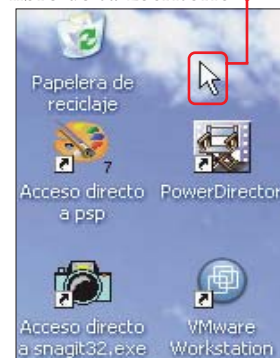 Papelera de
reciclaje
7
Acceso directo
a psp
PowerDirector
Acceso directo
a snagit32.exe
VMware
Workstation